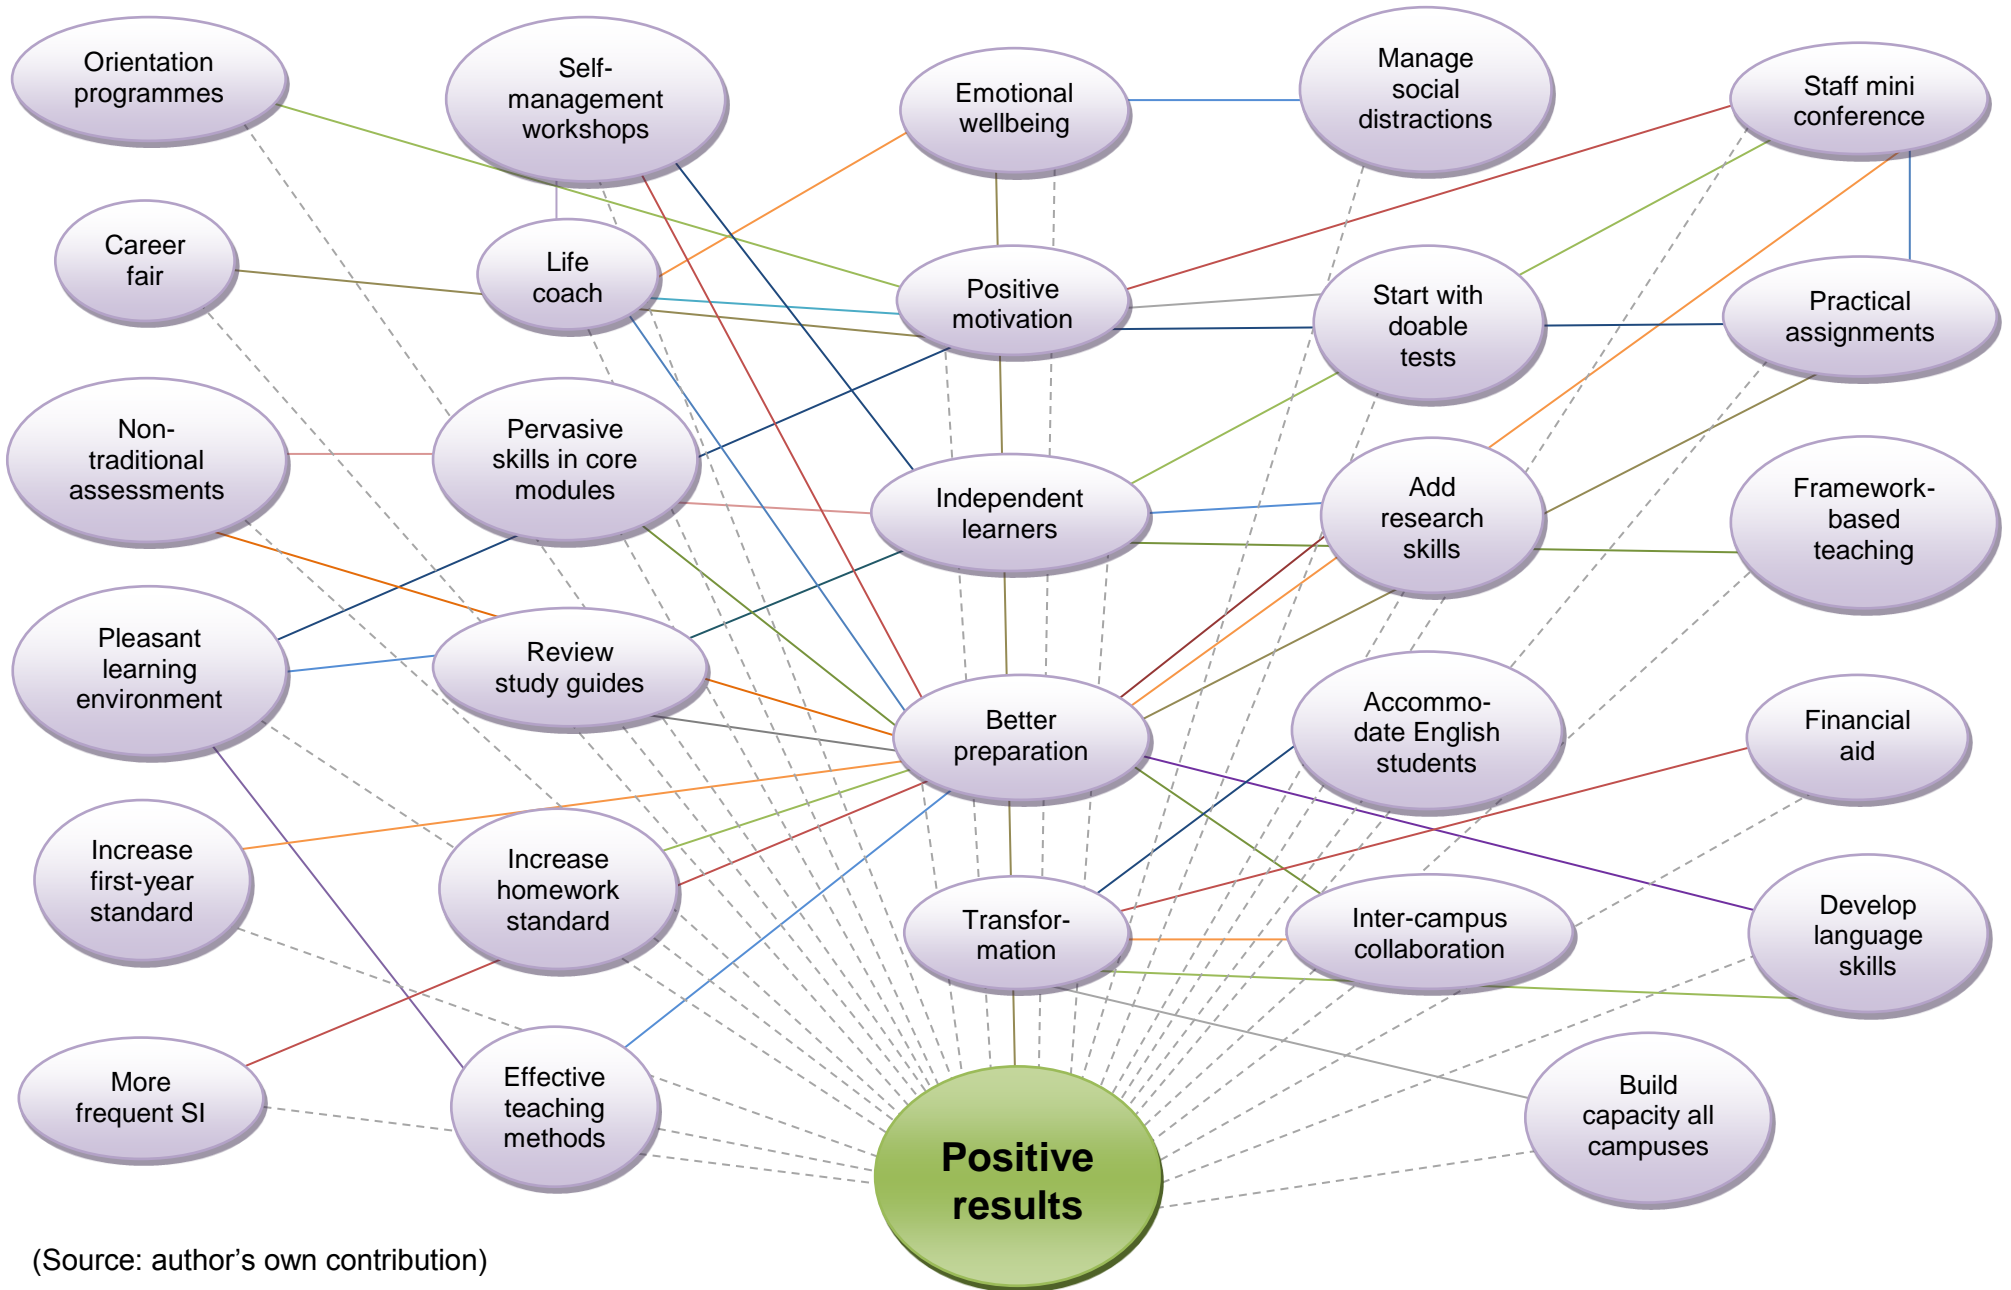 Orientation
programmes
Self-
management
workshops
Emotional
wellbeing
Manage
social
distractions
Staff mini
conference
Career
fair
Life
coach
Positive
motivation
Start with
doable
tests
Practical
assignments
Non-
traditional
assessments
Pervasive
skills in core
modules
Independent
learners
Add
research
skills
Framework-
based
teaching
Pleasant
learning
environment
Review
study guides
Better
preparation
Accommo-
date English
students
Financial
aid
Increase
first-year
standard
Increase
homework
standard
Transfor-
mation
Inter-campus
collaboration
Develop
language
skills
More
frequent SI
Effective
teaching
methods
Positive
results
Build
capacity all
campuses
(Source: author’s own contribution)